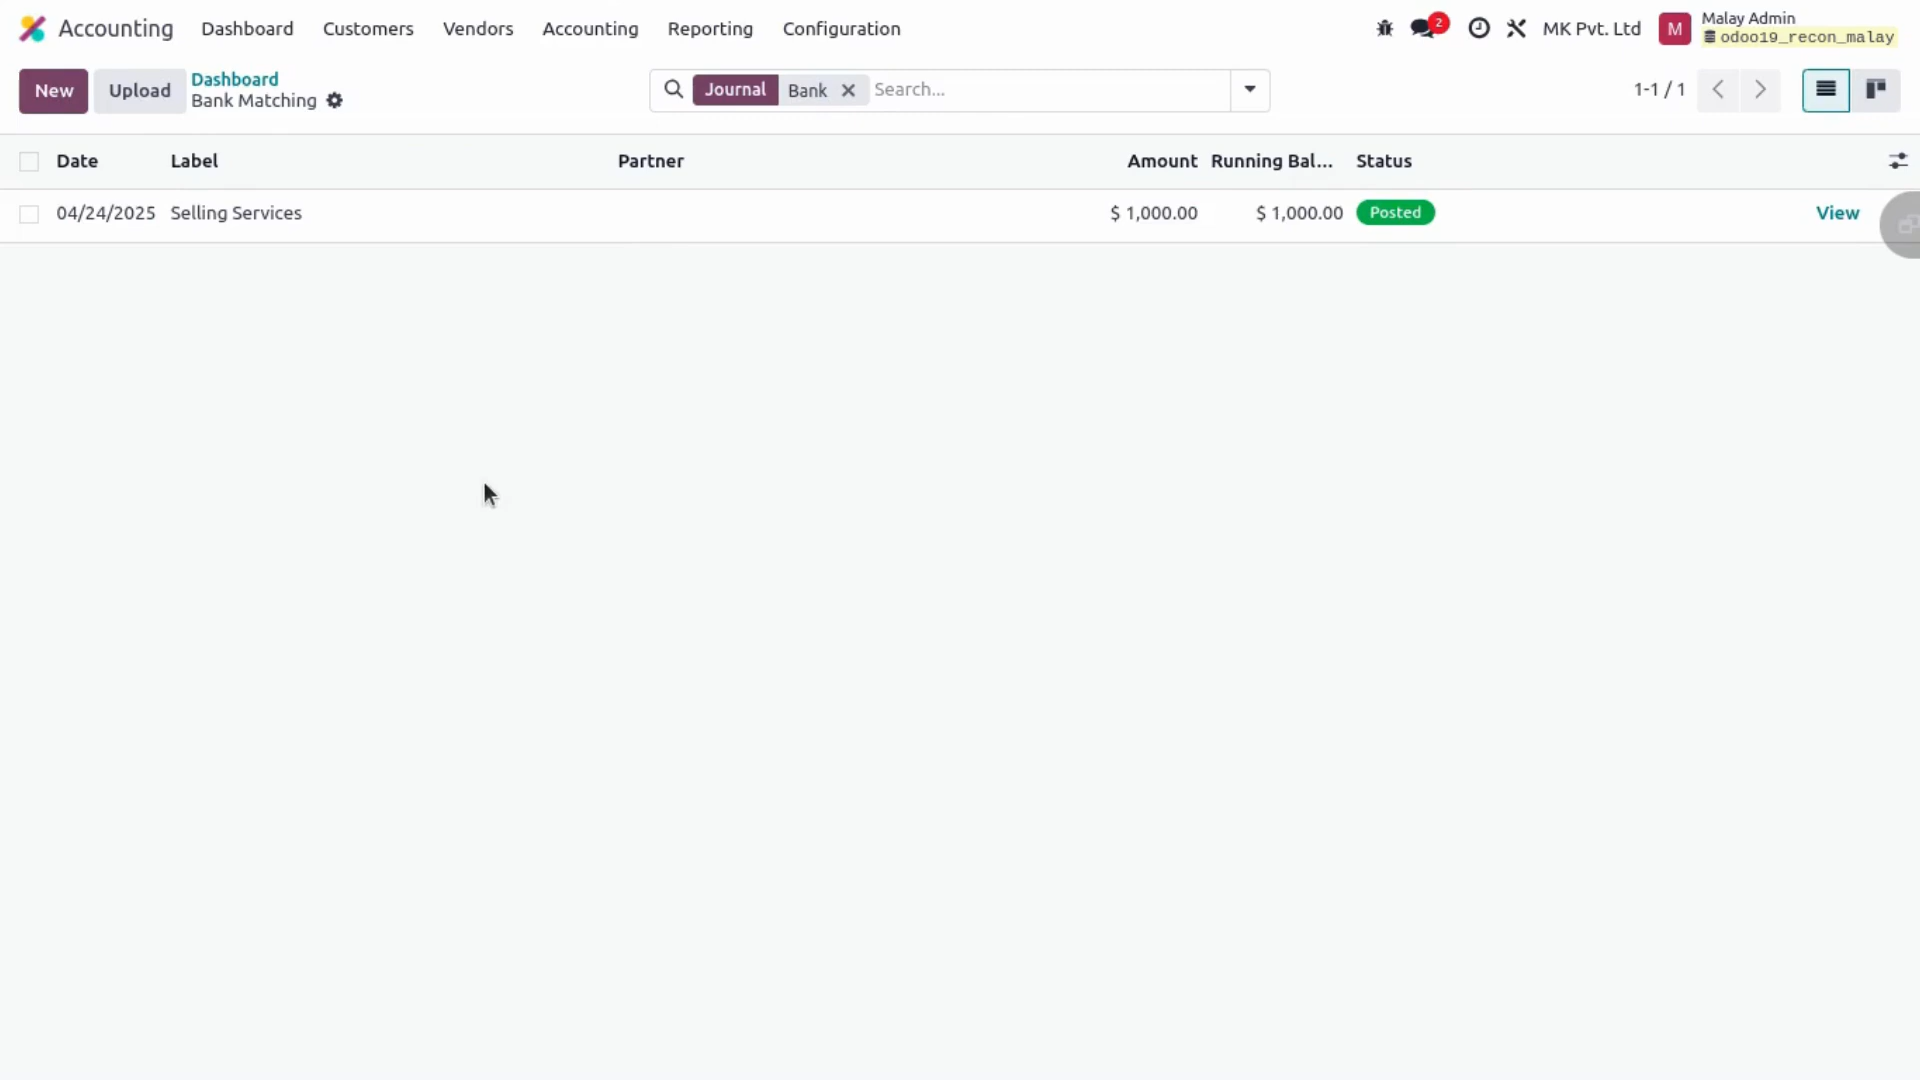 Accounting Dashboard Customers Vendors Accounting Reporting Configuration 2 MK Pvt. Ltd M Malay Admin
odoo19_recon_malay
New Upload Dashboard
Bank Matching
Journal Bank Search... 1-1 / 1
Date Label Partner Amount Running Bal... Status
04/24/2025 Selling Services $ 1,000.00 $ 1,000.00 Posted View